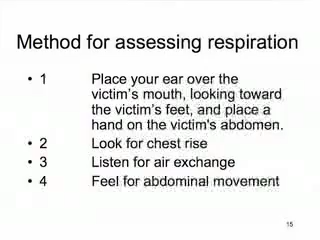 Method for assessing respiration
• 1 Place your ear over the
victim's mouth, looking toward
the victim's feet, and place a
hand on the victim's abdomen.
• 2 Look for chest rise
• 3 Listen for air exchange
• 4 Feel for abdominal movement
15